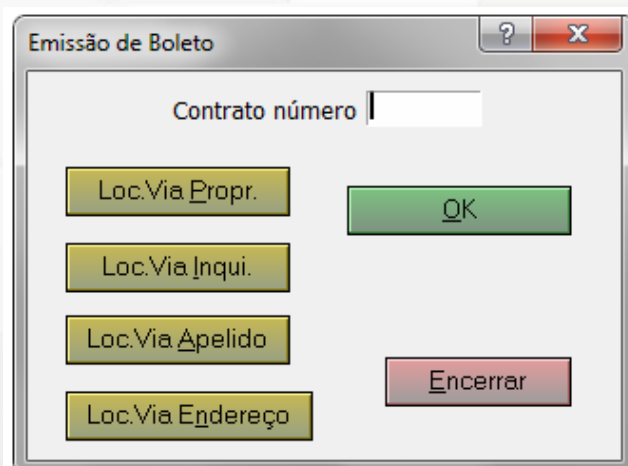 Emissão de Boleto
Contrato número
Loc.Via Propr.
OK
Loc.Via Inqui.
Loc.Via Apelido
Encerrar
Loc.Via Endereço